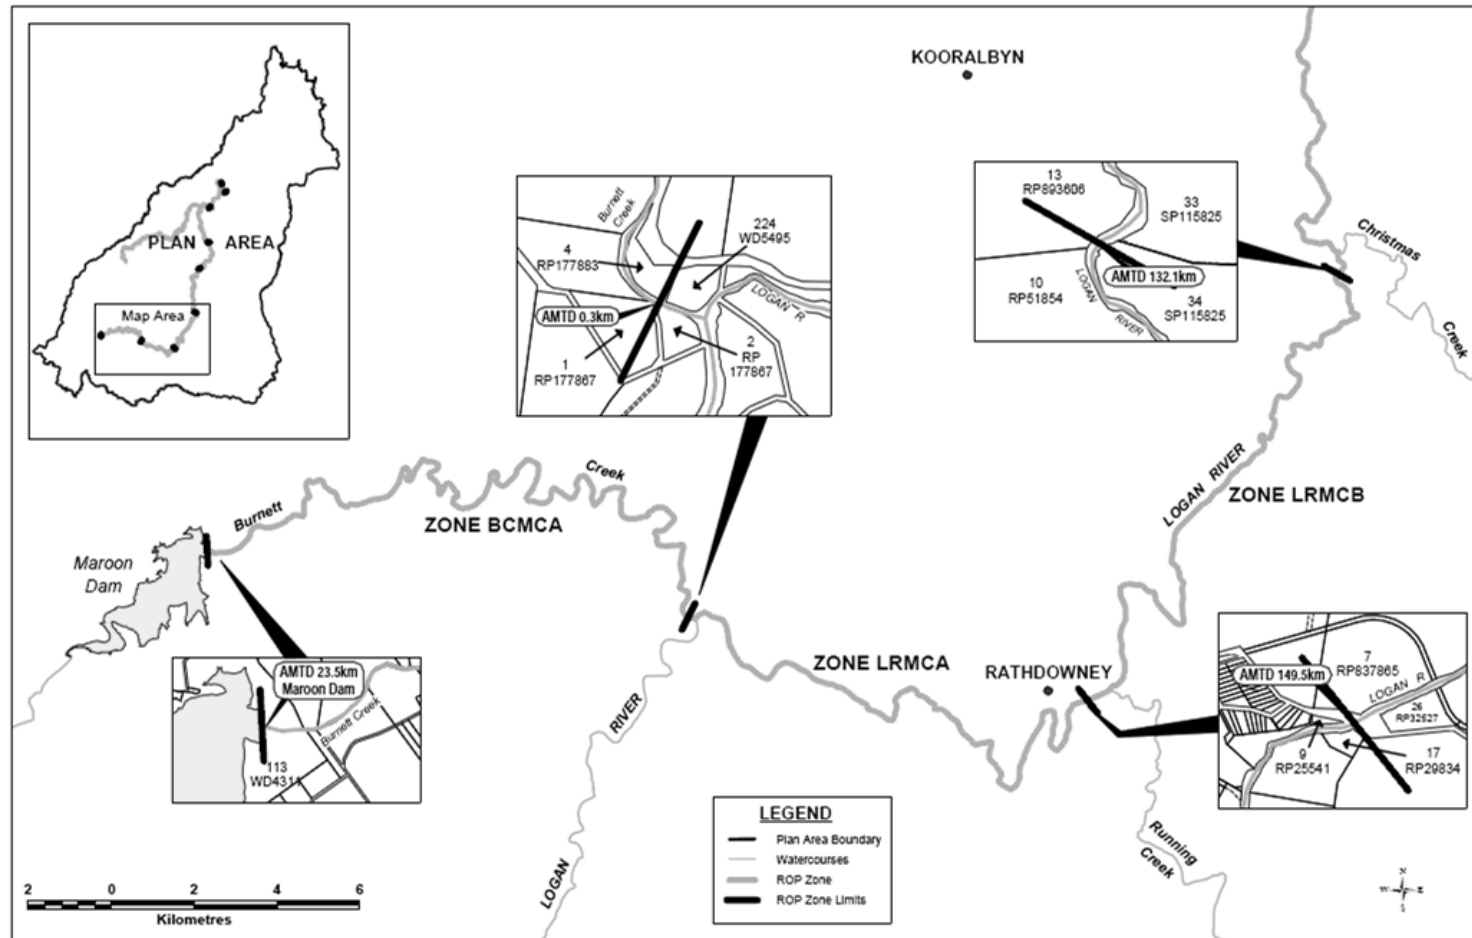 KOORALBYN
PLAN AREA
Map Area
Burnett
Creek
4
RP177883
224
WD5495
LOGAN R
AMTD 0.3km
1
RP177867
2
RP
177867
13
RP893606
33
SP115825
AMTD 132.1km
10
RP51854
LOGAN
RIVER
34
SP115825
Christmas
Creek
Burnett
Creek
ZONE BCMCA
LOGAN RIVER
ZONE LRMCB
Maroon
Dam
AMTD 23.5km
Maroon Dam
Burnett Creek
113
WD4311
ZONE LRMCA
RATHDOWNEY
7
RP837865
AMTD 149.5km
LOGAN R
26
RP32527
9
RP25541
17
RP29834
LOGAN
RIVER
Running
Creek
LEGEND
Plan Area Boundary
Watercourses
ROP Zone
ROP Zone Limits
2 0 2 4 6
Kilometres
N
W E
S